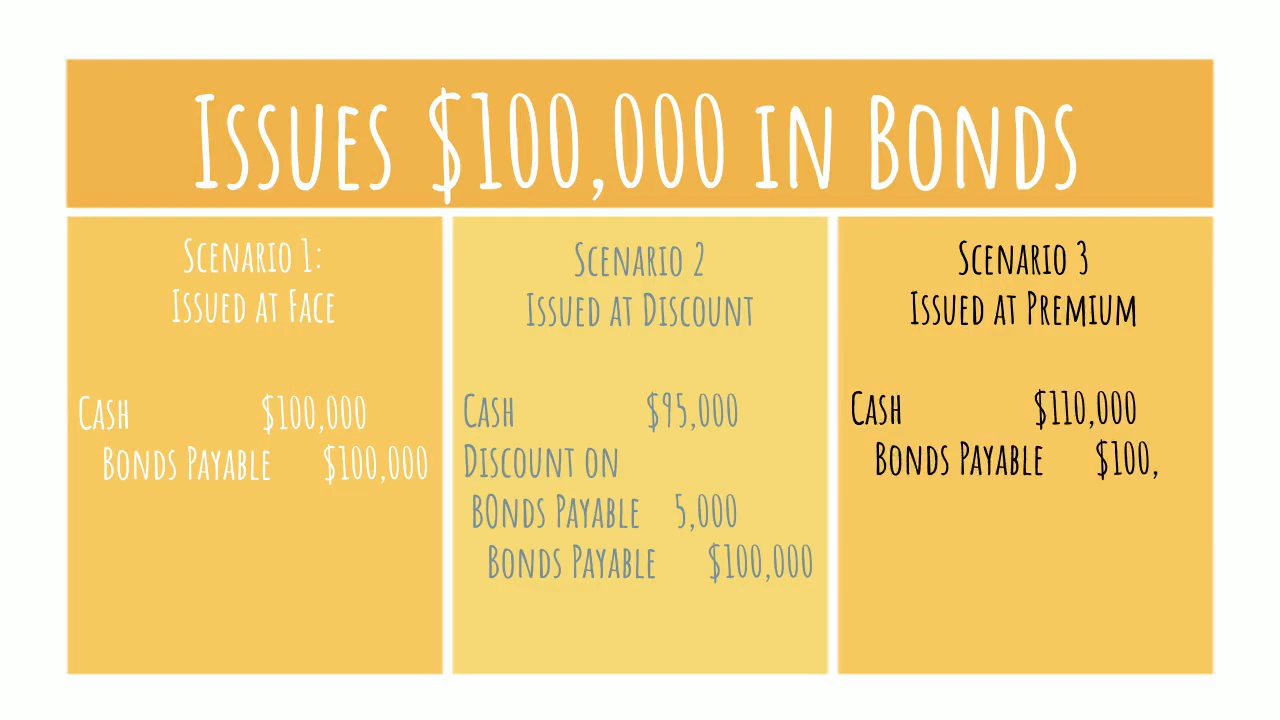 Issues $100,000 in Bonds
Scenario 1:
Issued at Face
Cash $100,000
Bonds Payable $100,000
Scenario 2
Issued at Discount
Cash $95,000
Discount on
BOnds Payable 5,000
Bonds Payable $100,000
Scenario 3
Issued at Premium
Cash $110,000
Bonds Payable $100,